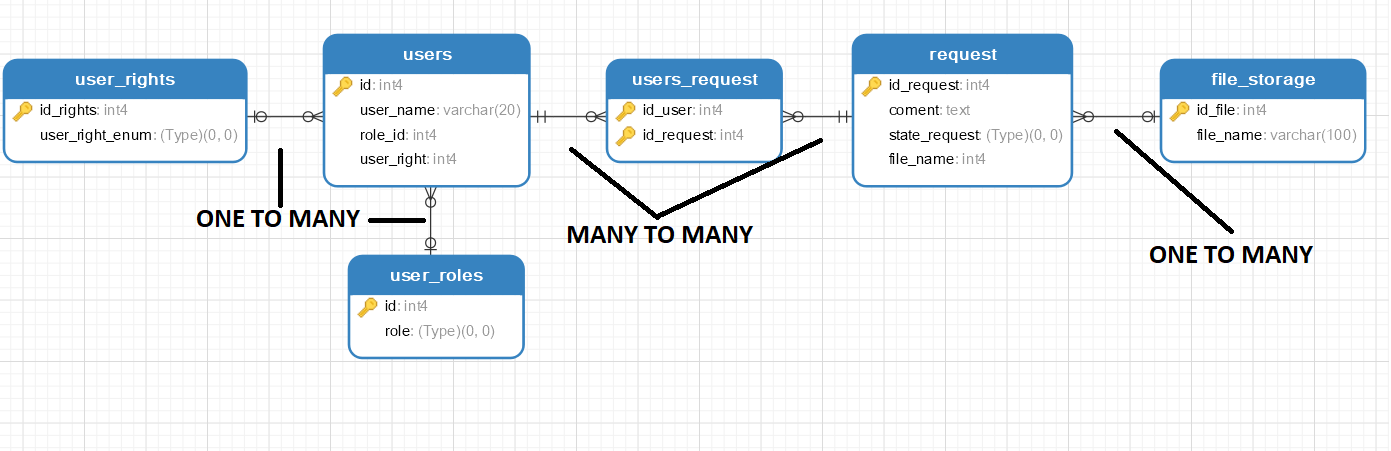 user_rights
id_rights: int4
user_right_enum: (Type)(0, 0)
users
id: int4
user_name: varchar(20)
role_id: int4
user_right: int4
users_request
id_user: int4
id_request: int4
request
id_request: int4
coment: text
state_request: (Type)(0, 0)
file_name: int4
file_storage
id_file: int4
file_name: varchar(100)
ONE TO MANY
MANY TO MANY
ONE TO MANY
user_roles
id: int4
role: (Type)(0, 0)